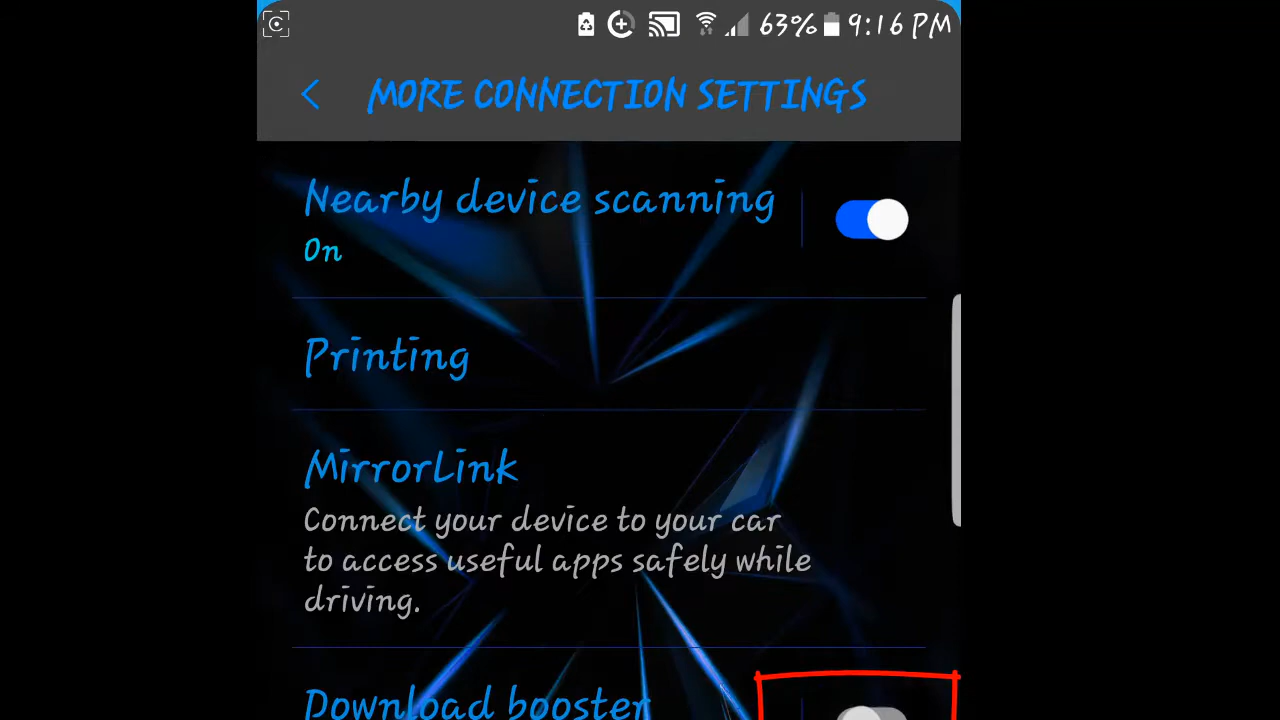 63% 9:16 PM
MORE CONNECTION SETTINGS
Nearby device scanning
On
Printing
MirrorLink
Connect your device to your car
to access useful apps safely while
driving.
Download booster